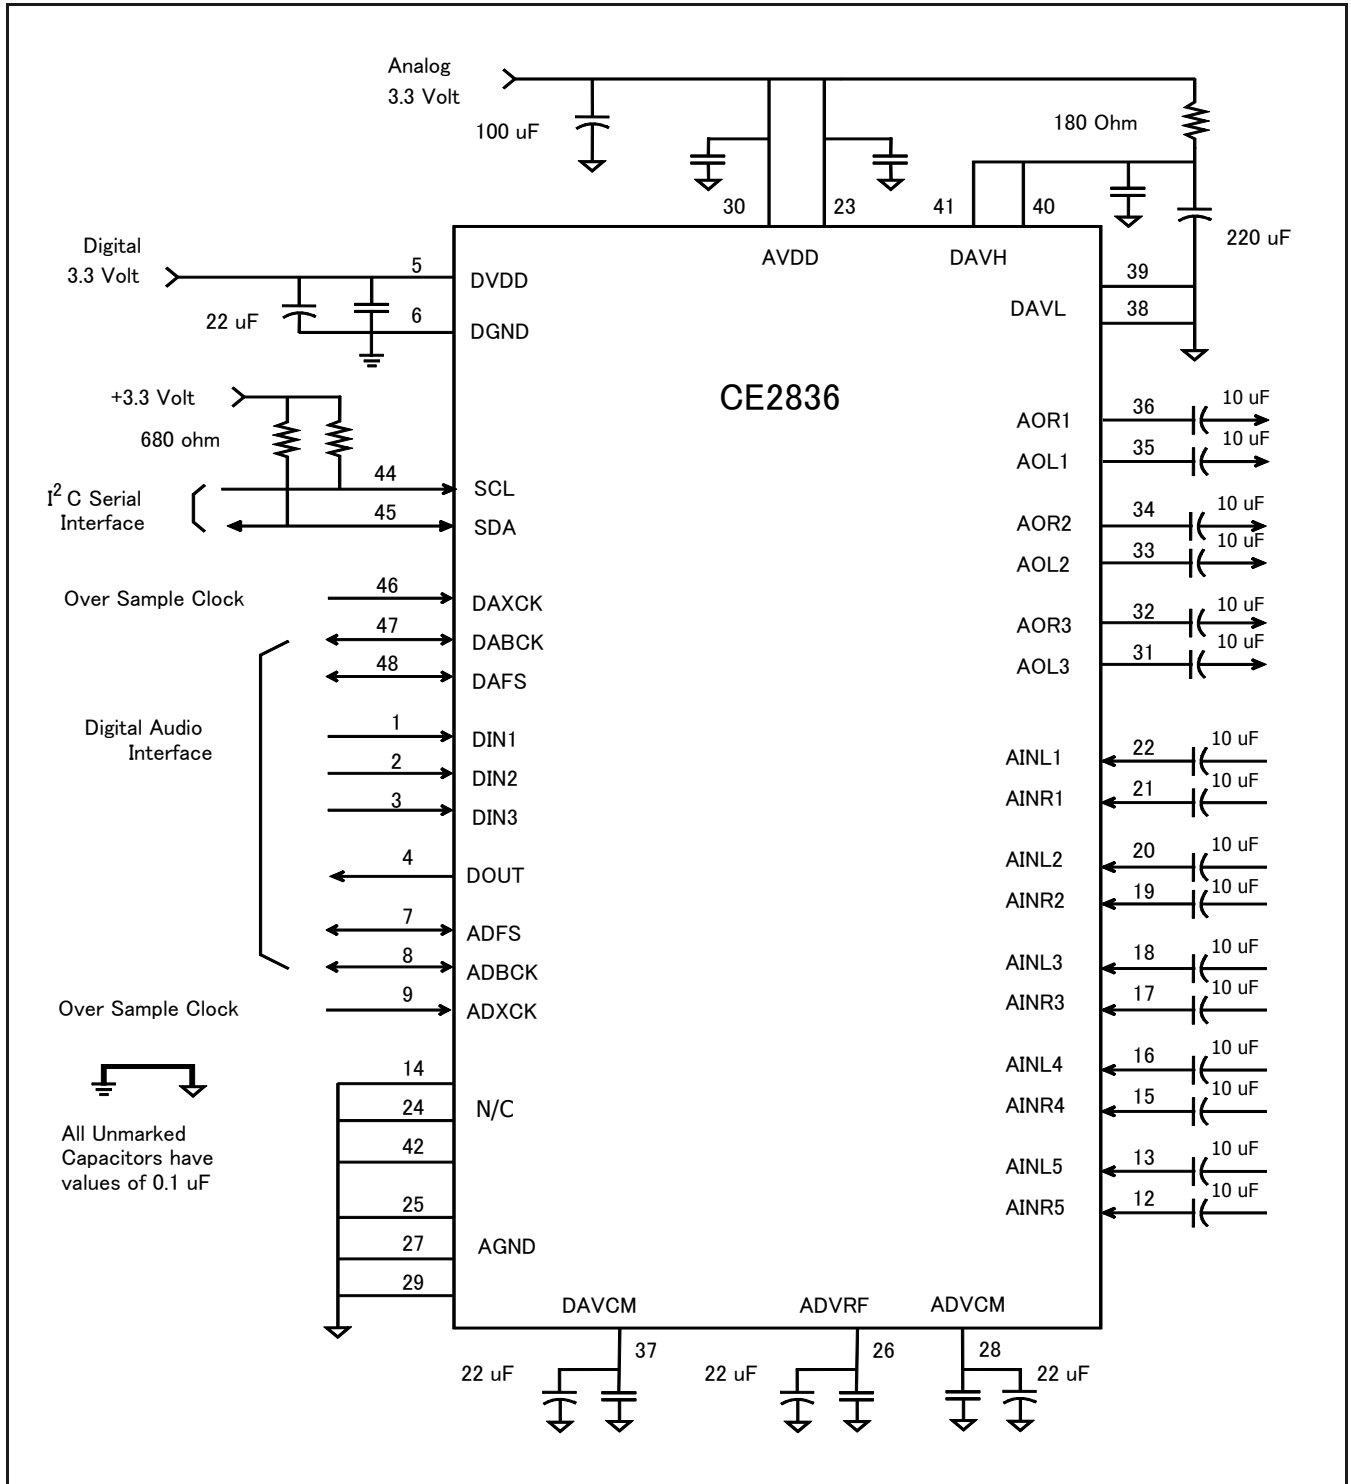 Analog
3.3 Volt
100 uF
180 Ohm
30
23
41
40
220 uF
Digital
3.3 Volt
22 uF
5
6
DVDD
DGND
AVDD
DAVH
DAVL
39
38
CE2836
+3.3 Volt
680 ohm
I2 C Serial
Interface
44
SCL
45
SDA
Over Sample Clock
46
DAXCK
47
DABCK
48
DAFS
Digital Audio
Interface
1
DIN1
2
DIN2
3
DIN3
4
DOUT
7
ADFS
8
ADBCK
Over Sample Clock
9
ADXCK
14
24
N/C
42
25
27
AGND
29
All Unmarked
Capacitors have
values of 0.1 uF
AOR1
36
10 uF
AOL1
35
10 uF
AOR2
34
10 uF
AOL2
33
10 uF
AOR3
32
10 uF
AOL3
31
10 uF
AINL1
22
10 uF
AINR1
21
10 uF
AINL2
20
10 uF
AINR2
19
10 uF
AINL3
18
10 uF
AINR3
17
10 uF
AINL4
16
10 uF
AINR4
15
10 uF
AINL5
13
10 uF
AINR5
12
10 uF
DAVCM
ADVRF
ADVCM
37
26
28
22 uF
22 uF
22 uF